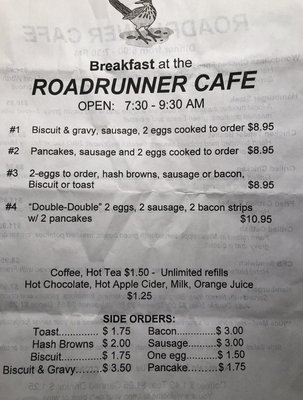 Breakfast at the
ROADRUNNER CAFE
OPEN: 7:30 - 9:30 AM
#1 Biscuit & gravy, sausage, 2 eggs cooked to order $8.95
#2 Pancakes, sausage and 2 eggs cooked to order $8.95
#3 2-eggs to order, hash browns, sausage or bacon,
Biscuit or toast $8.95
#4 "Double-Double" 2 eggs, 2 sausage, 2 bacon strips
w/ 2 pancakes $10.95
Coffee, Hot Tea $1.50 - Unlimited refills
Hot Chocolate, Hot Apple Cider, Milk, Orange Juice
$1.25
SIDE ORDERS:
Toast............ $ 1.75 Bacon............ $ 3.00
Hash Browns $ 2.00 Sausage......... $ 3.00
Biscuit.......... $ 1.75 One egg......... $ 1.50
Biscuit & Gravy....... $ 3.50 Pancake......... $ 1.75